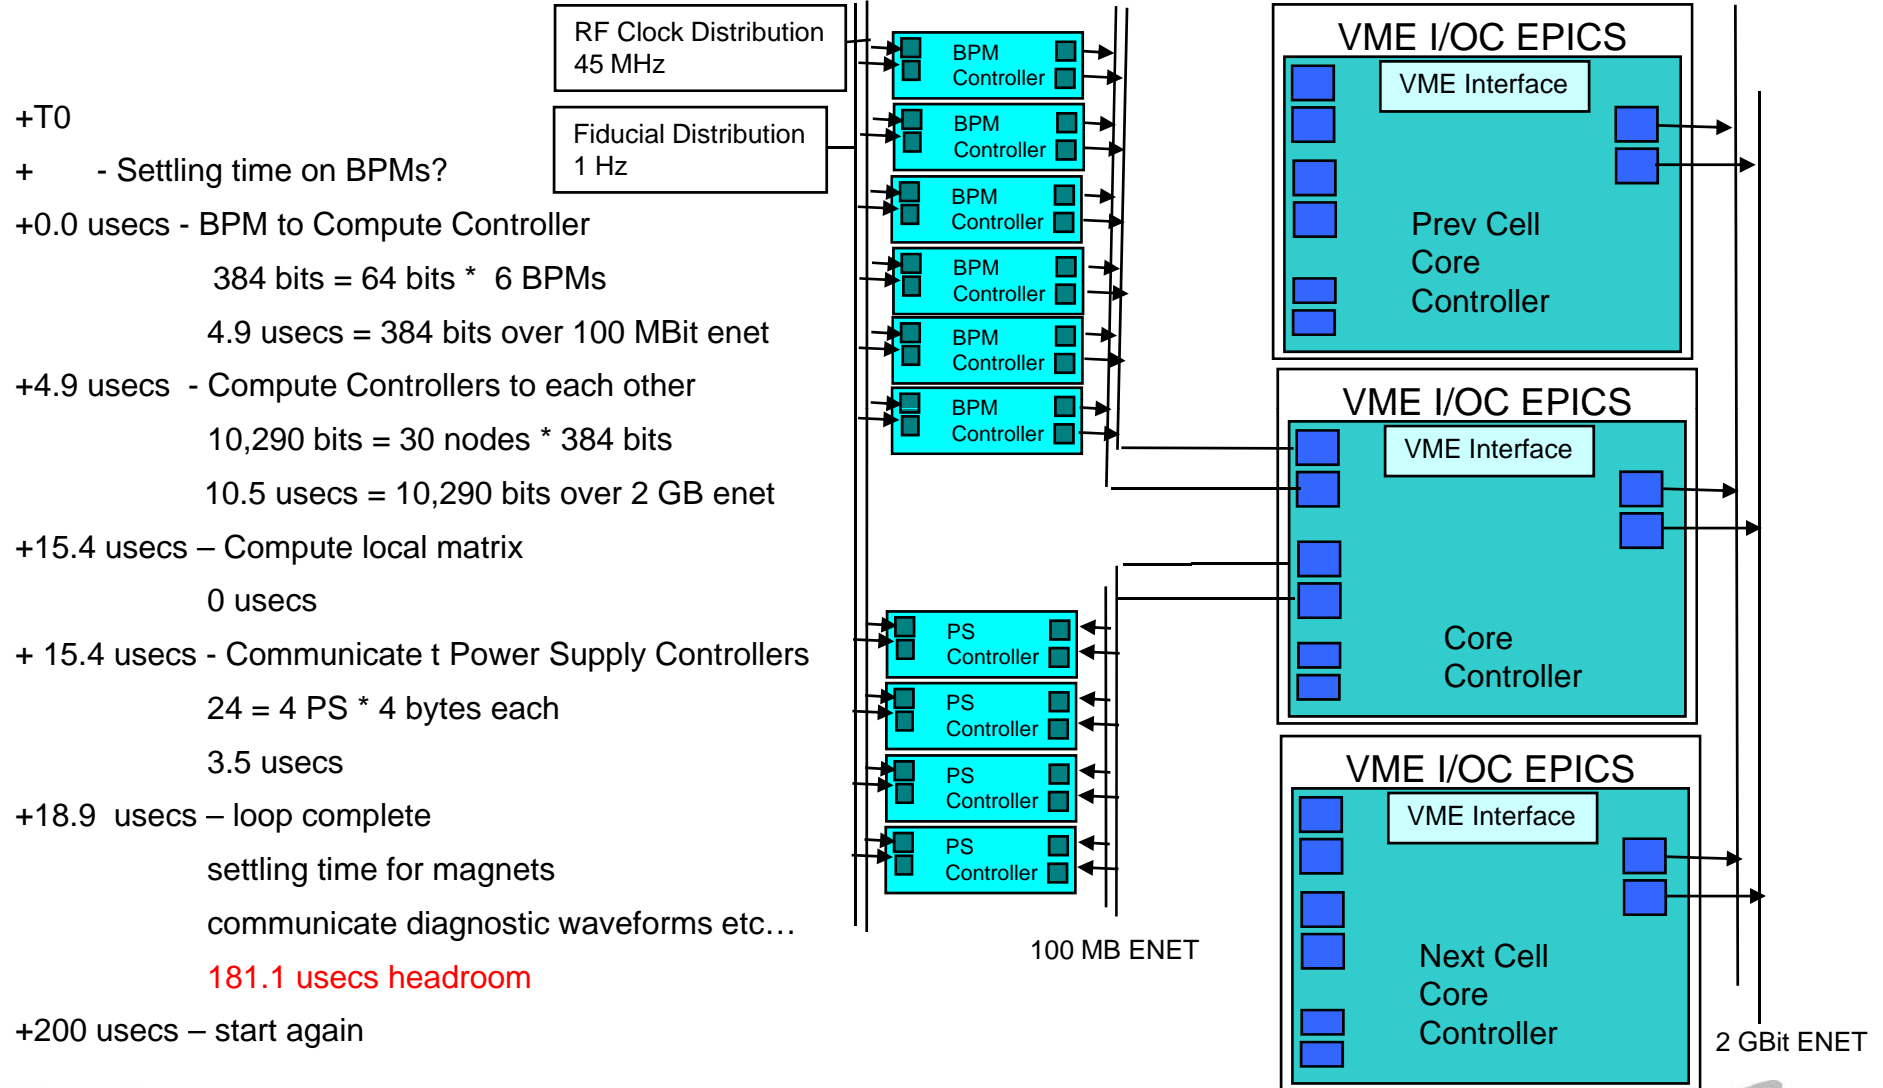 +T0
+ - Settling time on BPMs?
+0.0 usecs - BPM to Compute Controller
384 bits = 64 bits * 6 BPMs
4.9 usecs = 384 bits over 100 MBit enet
+4.9 usecs - Compute Controllers to each other
10,290 bits = 30 nodes * 384 bits
10.5 usecs = 10,290 bits over 2 GB enet
+15.4 usecs – Compute local matrix
0 usecs
+ 15.4 usecs - Communicate t Power Supply Controllers
24 = 4 PS * 4 bytes each
3.5 usecs
+18.9 usecs – loop complete
settling time for magnets
communicate diagnostic waveforms etc…
181.1 usecs headroom
+200 usecs – start again
RF Clock Distribution
45 MHz
Fiducial Distribution
1 Hz
BPM
Controller
BPM
Controller
BPM
Controller
BPM
Controller
BPM
Controller
BPM
Controller
PS
Controller
PS
Controller
PS
Controller
PS
Controller
100 MB ENET
VME I/OC EPICS
VME Interface
Prev Cell
Core
Controller
VME I/OC EPICS
VME Interface
Core
Controller
VME I/OC EPICS
VME Interface
Next Cell
Core
Controller
2 GBit ENET